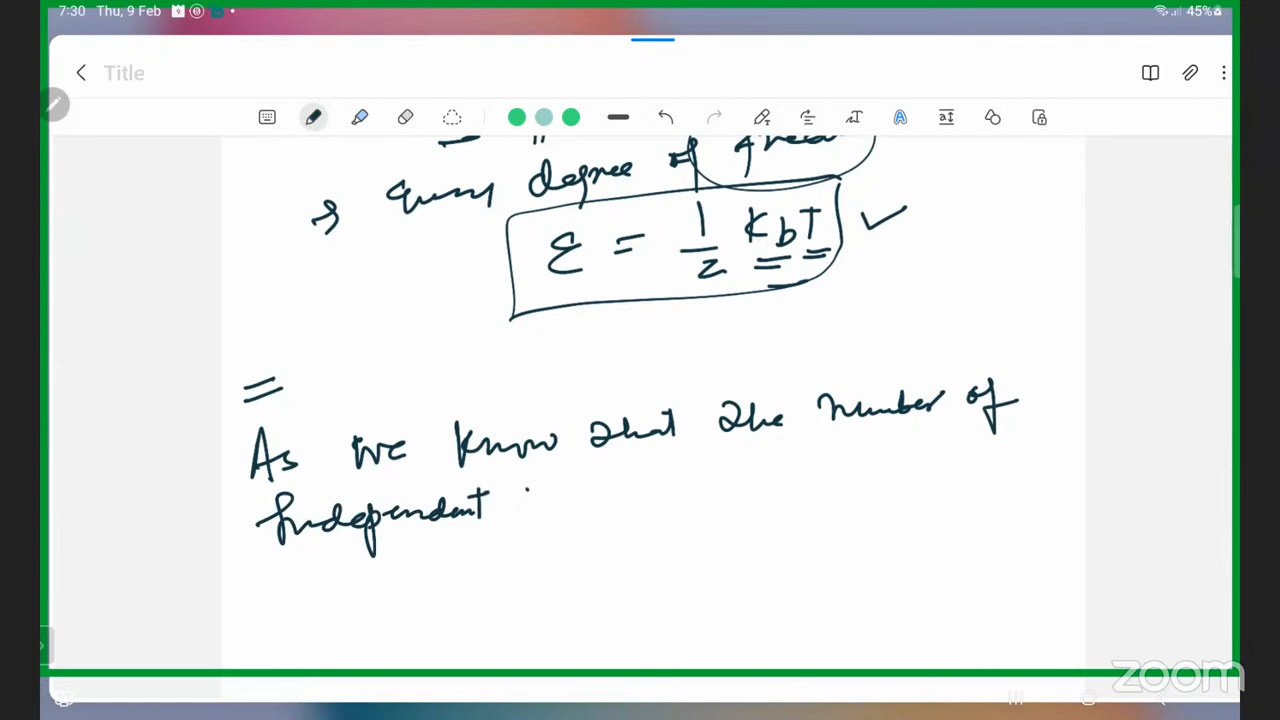 7:30 Thu, 9 Feb
45%
Title
every degree of freedom
ε = 1/2 KbT
As we know that the number of
Independent
zoom